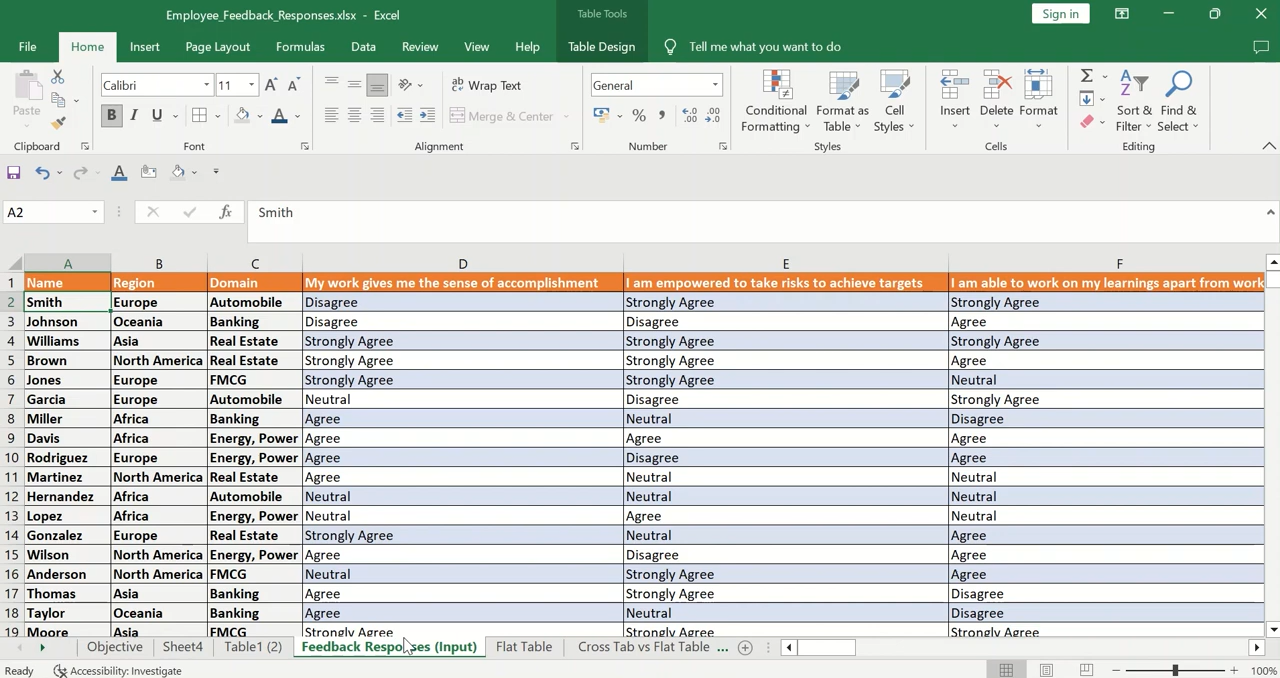 Employee_Feedback_Responses.xlsx - Excel
Table Tools
Sign in
File Home Insert Page Layout Formulas Data Review View Help Table Design Tell me what you want to do
Paste
Calibri 11
B I U A
Wrap Text
Merge & Center
General
% ,
Conditional Formatting
Format as Table
Cell Styles
Insert
Delete
Format
Sort & Filter
Find & Select
Clipboard Font Alignment Number Styles Cells Editing
A2 fx Smith
A B C D E F
1 Name Region Domain My work gives me the sense of accomplishment I am empowered to take risks to achieve targets I am able to work on my learnings apart from work
2 Smith Europe Automobile Disagree Strongly Agree Strongly Agree
3 Johnson Oceania Banking Disagree Disagree Agree
4 Williams Asia Real Estate Strongly Agree Strongly Agree Strongly Agree
5 Brown North America Real Estate Strongly Agree Strongly Agree Agree
6 Jones Europe FMCG Strongly Agree Strongly Agree Neutral
7 Garcia Europe Automobile Neutral Disagree Strongly Agree
8 Miller Africa Banking Agree Neutral Disagree
9 Davis Africa Energy, Power Agree Agree Agree
10 Rodriguez Europe Energy, Power Agree Disagree Agree
11 Martinez North America Real Estate Agree Neutral Neutral
12 Hernandez Africa Automobile Neutral Neutral Neutral
13 Lopez Africa Energy, Power Neutral Agree Neutral
14 Gonzalez Europe Real Estate Strongly Agree Neutral Agree
15 Wilson North America Energy, Power Agree Disagree Agree
16 Anderson North America FMCG Neutral Strongly Agree Agree
17 Thomas Asia Banking Agree Strongly Agree Disagree
18 Taylor Oceania Banking Agree Neutral Disagree
19 Moore Asia FMCG Strongly Agree Strongly Agree Neutral
Objective Sheet4 Table1 (2) Feedback Responses (Input) Flat Table Cross Tab vs Flat Table ...
Ready Accessibility: Investigate 100%